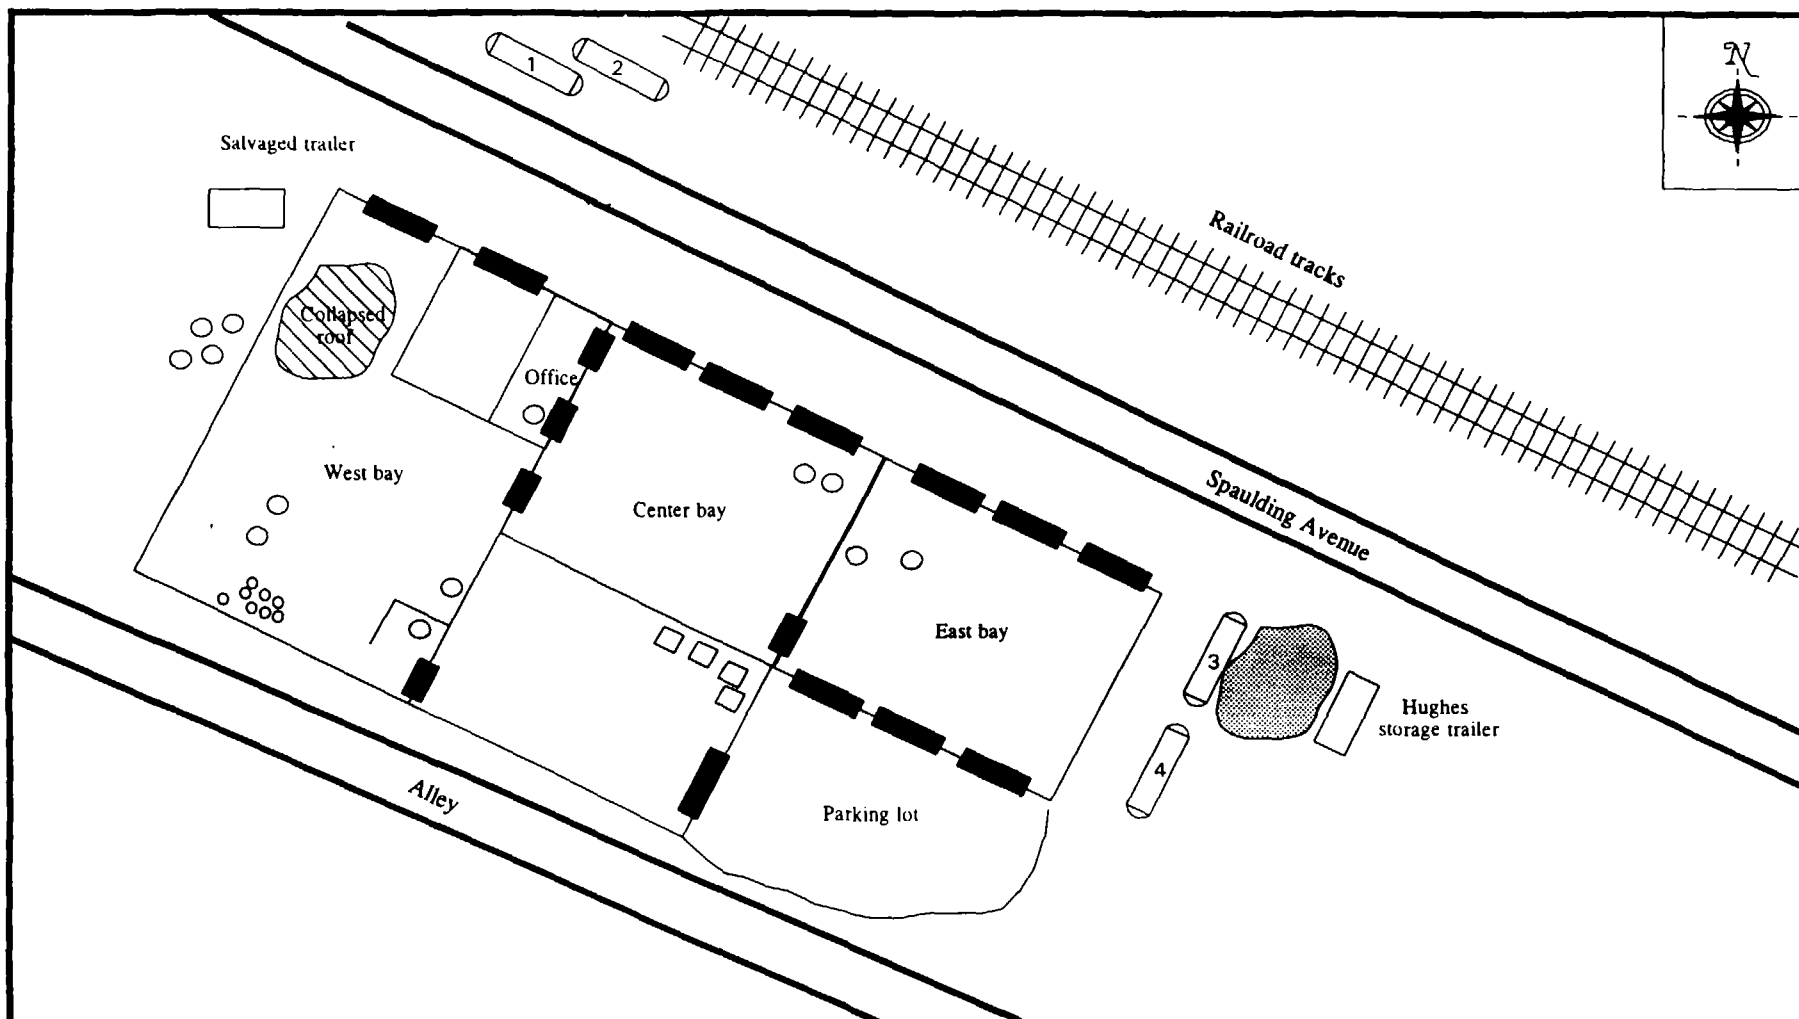 1
2
N
Salvaged trailer
Railroad tracks
Collapsed
roof
Office
West bay
Center bay
Spaulding Avenue
East bay
3
Hughes
storage trailer
4
Alley
Parking lot